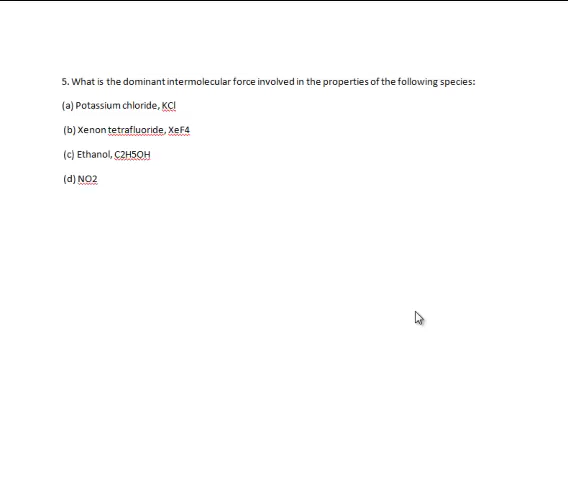 5. What is the dominant intermolecular force involved in the properties of the following species:
(a) Potassium chloride, KCl
(b) Xenon tetrafluoride, XeF4
(c) Ethanol, C2H5OH
(d) NO2